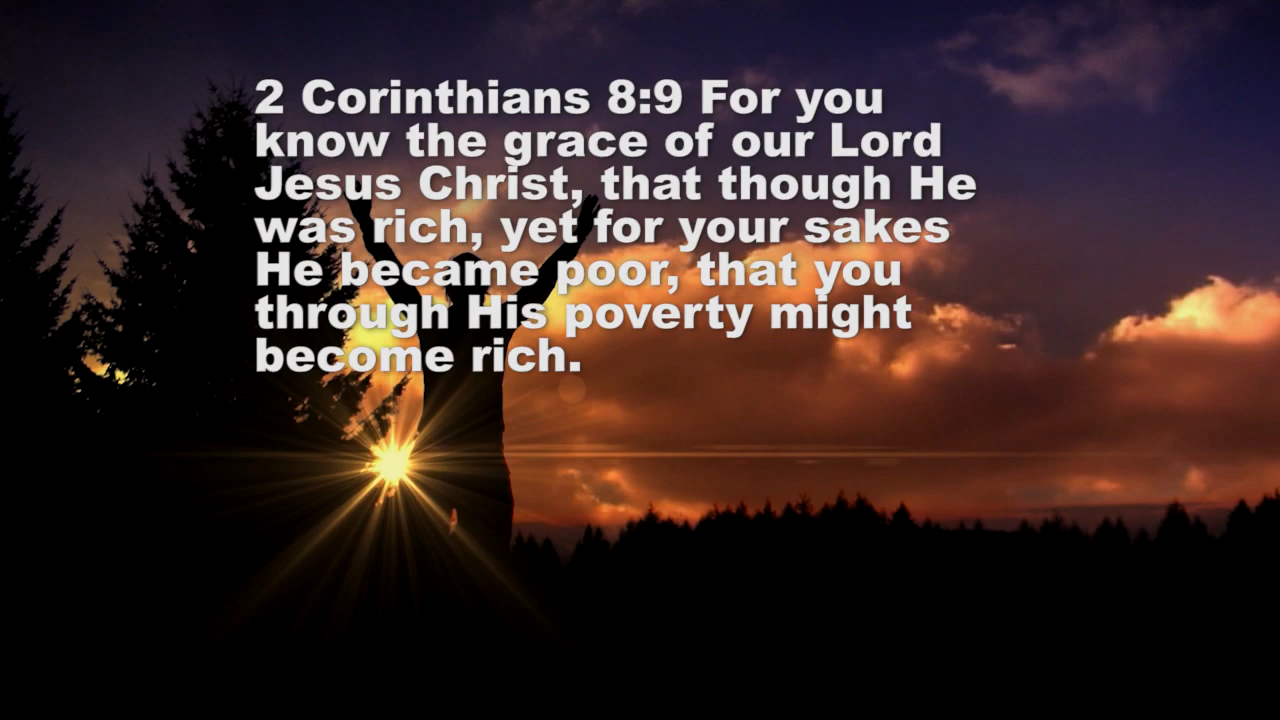 2 Corinthians 8:9 For you
know the grace of our Lord
Jesus Christ, that though He
was rich, yet for your sakes
He became poor, that you
through His poverty might
become rich.